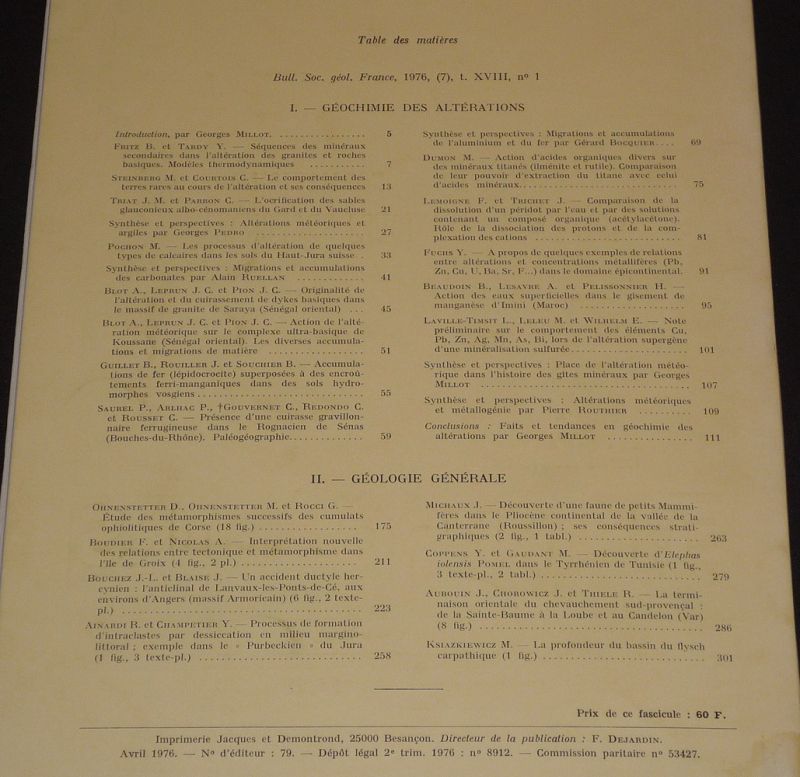 Table des matières
Bull. Soc. géol. France, 1976, (7), t. XVIII, nº 1
I. — GÉOCHIMIE DES ALTÉRATIONS
Introduction, par Georges MILLOT. ................ 5
FRITZ B. et TARDY Y. — Séquences des minéraux
secondaires dans l'altération des granites et roches
basiques. Modèles thermodynamiques ........... 7
STEINBERG M. et COURTOIS C. — Le comportement des
terres rares au cours de l'altération et ses conséquences 13
TRIAT J. M. et PARRON C. — L'ocrification des sables
glauconieux albo-cénomaniens du Gard et du Vaucluse 21
Synthèse et perspectives : Altérations météoriques et
argiles par Georges PEDRO .................... 27
POCHON M. — Les processus d'altération de quelques
types de calcaires dans les sols du Haut-Jura suisse . 33
Synthèse et perspectives : Migrations et accumulations
des carbonates par Alain RUELLAN ............ 41
BLOT A., LEPRUN J. C. et PION J. C. — Originalité de
l'altération et du cuirassement de dykes basiques dans
le massif de granite de Saraya (Sénégal oriental) ... 45
BLOT A., LEPRUN J. C. et PION J. C. — Action de l'alté-
ration météorique sur le complexe ultra-basique de
Koussane (Sénégal oriental). Les diverses accumula-
tions et migrations de matière .................. 51
GUILLET B., ROUILLER J. et SOUCHIER B. — Accumula-
tions de fer (lépidocrocite) superposées à des encroû-
tements ferri-manganiques dans des sols hydro-
morphes vosgiens ............................... 55
SAUREL P., ARLHAC P., †GOUVERNET C., REDONDO C.
et ROUSSET C. — Présence d'une cuirasse gravillon-
naire ferrugineuse dans le Rognacien de Sénas
(Bouches-du-Rhône). Paléogéographie.............. 59
Synthèse et perspectives : Migrations et accumulations
de l'aluminium et du fer par Gérard BOCQUIER.... 69
DUMON M. — Action d'acides organiques divers sur
des minéraux titanés (ilménite et rutile). Comparaison
de leur pouvoir d'extraction du titane avec celui
d'acides minéraux.............................. 75
LEMOIGNE F. et TRICHET J. — Comparaison de la
dissolution d'un péridot par l'eau et par des solutions
contenant un composé organique (acétylacétone).
Rôle de la dissociation des protons et de la com-
plexation des cations ........................... 81
FUCHS Y. — A propos de quelques exemples de relations
entre altérations et concentrations métallifères (Pb,
Zn, Cu, U, Ba, Sr, F...) dans le domaine épicontinental. 91
BEAUDOIN B., LESAVRE A. et PELISSONNIER H. —
Action des eaux superficielles dans le gisement de
manganèse d'Imini (Maroc) .................... 95
LAVILLE-TIMSIT L., LELEU M. et WILHELM E. — Note
préliminaire sur le comportement des éléments Cu,
Pb, Zn, Ag, Mn, As, Bi, lors de l'altération supergène
d'une minéralisation sulfurée...................... 101
Synthèse et perspectives : Place de l'altération météo-
rique dans l'histoire des gîtes minéraux par Georges
MILLOT ........................................ 107
Synthèse et perspectives : Altérations météoriques
et métallogénie par Pierre ROUTHIER .......... 109
Conclusions : Faits et tendances en géochimie des
altérations par Georges MILLOT ................ 111
II. — GÉOLOGIE GÉNÉRALE
OHNENSTETTER D., OHNENSTETTER M. et ROCCI G. —
Étude des métamorphismes successifs des cumulats
ophiolitiques de Corse (18 fig.) .................. 175
BOUDIER F. et NICOLAS A. — Interprétation nouvelle
des relations entre tectonique et métamorphisme dans
l'île de Groix (4 fig., 2 pl.) ..................... 211
BOUCHEZ J.-L. et BLAISE J. — Un accident ductyle her-
cynien : l'anticlinal de Lanvaux-les-Ponts-de-Cé, aux
environs d'Angers (massif Armoricain) (6 fig., 2 texte-
pl.) ........................................... 223
AINARDI R. et CHAMPETIER Y. — Processus de formation
d'intraclastes par dessiccation en milieu margino-
littoral ; exemple dans le « Purbeckien » du Jura
(1 fig., 3 texte-pl.) ............................ 258
MICHAUX J. — Découverte d'une faune de petits Mammi-
fères dans le Pliocène continental de la vallée de la
Canterrane (Roussillon) ; ses conséquences strati-
graphiques (2 fig., 1 tabl.) ...................... 263
COPPENS Y. et GAUDANT M. — Découverte d'Elephas
iolensis POMEL dans le Tyrrhénien de Tunisie (1 fig.,
3 texte-pl., 2 tabl.) ............................ 279
AUBOUIN J., CHOROWICZ J. et THIELE R. — La termi-
naison orientale du chevauchement sud-provençal :
de la Sainte-Baume à la Loube et au Candelon (Var)
(8 fig.) ........................................ 286
KSIAZKIEWICZ M. — La profondeur du bassin du flysch
carpathique (1 fig.) ............................. 301
Prix de ce fascicule : 60 F.
Imprimerie Jacques et Demontrond, 25000 Besançon. Directeur de la publication : F. DEJARDIN.
Avril 1976. — Nº d'éditeur : 79. — Dépôt légal 2e trim. 1976 : nº 8912. — Commission paritaire nº 53427.